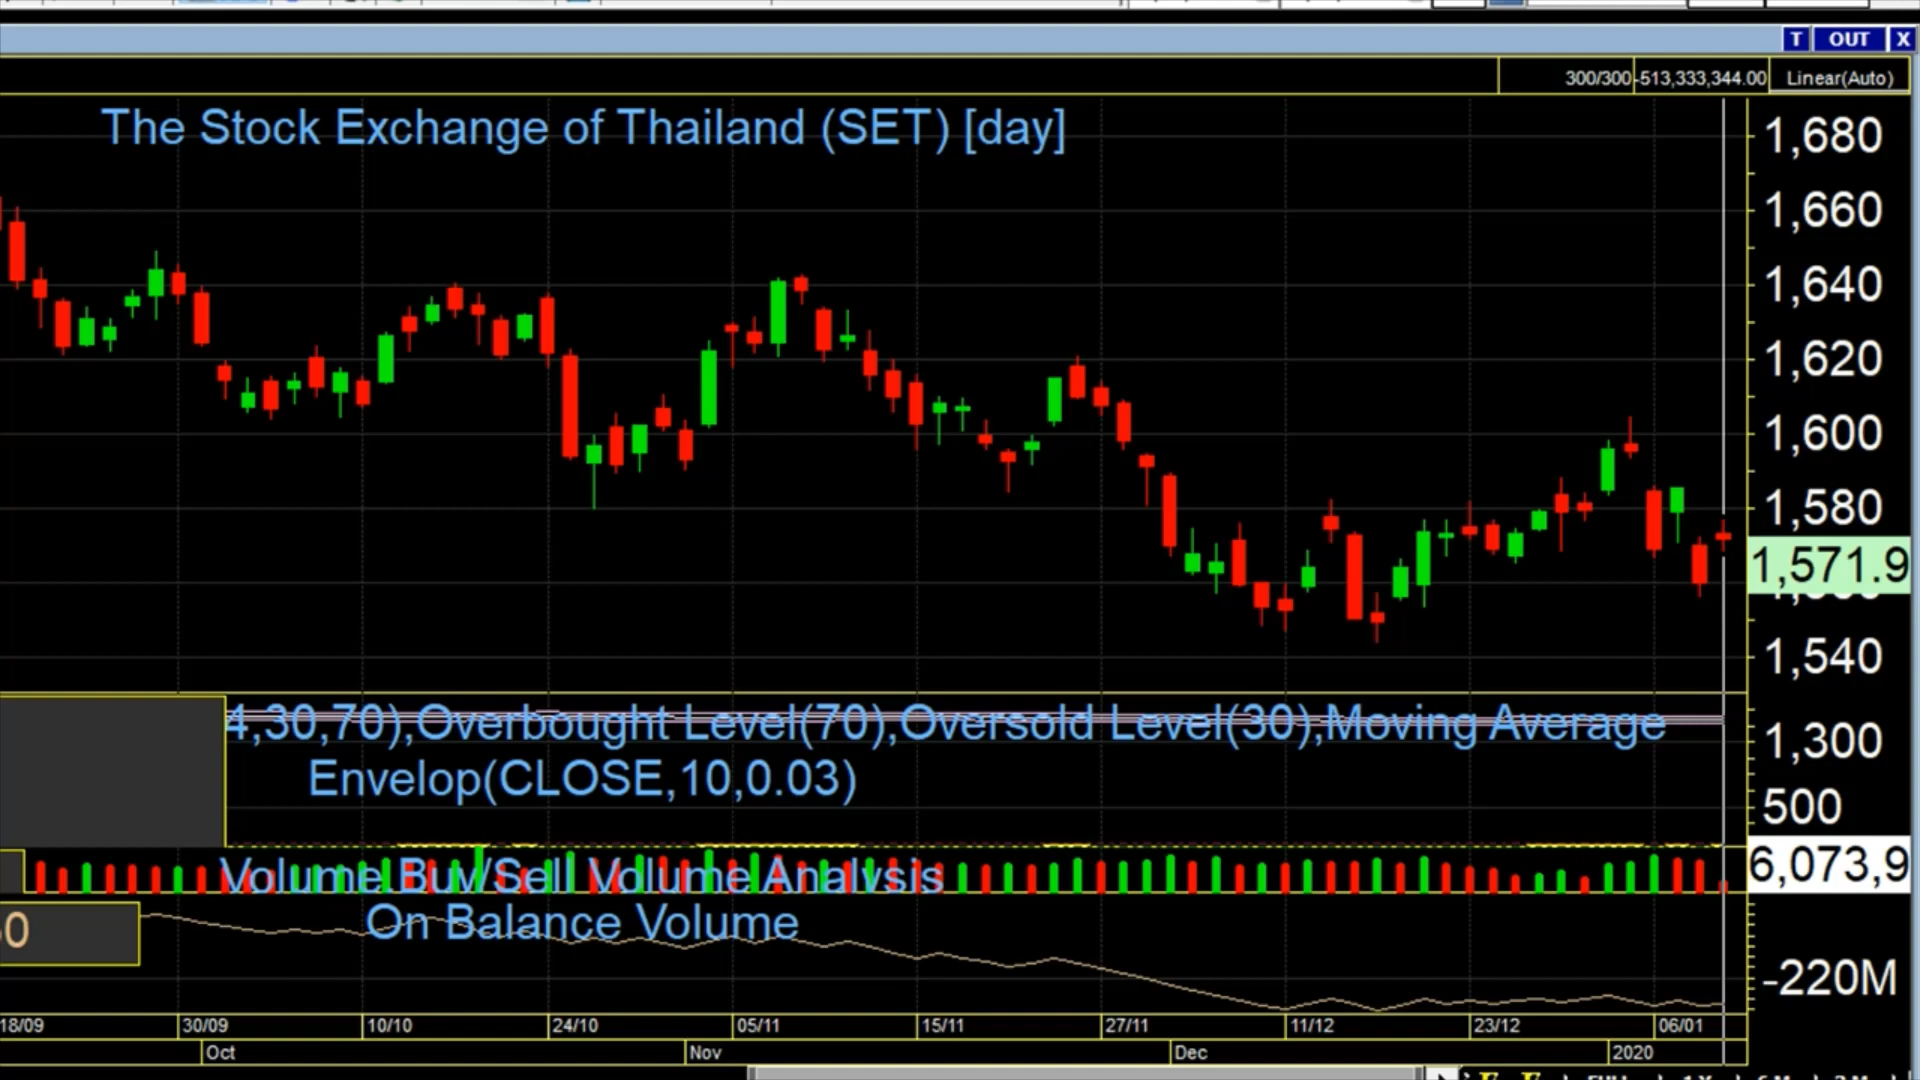 T OUT X
300/300 -513,333,344.00 Linear(Auto)
The Stock Exchange of Thailand (SET) [day]
1,680
1,660
1,640
1,620
1,600
1,580
1,571.9
1,540
4,30,70),Overbought Level(70),Oversold Level(30),Moving Average
Envelop(CLOSE,10,0.03)
1,300
500
Volume Buy/Sell Volume Analysis
6,073,9
On Balance Volume
0
-220M
18/09 30/09 10/10 24/10 05/11 15/11 27/11 11/12 23/12 06/01
Oct Nov Dec 2020